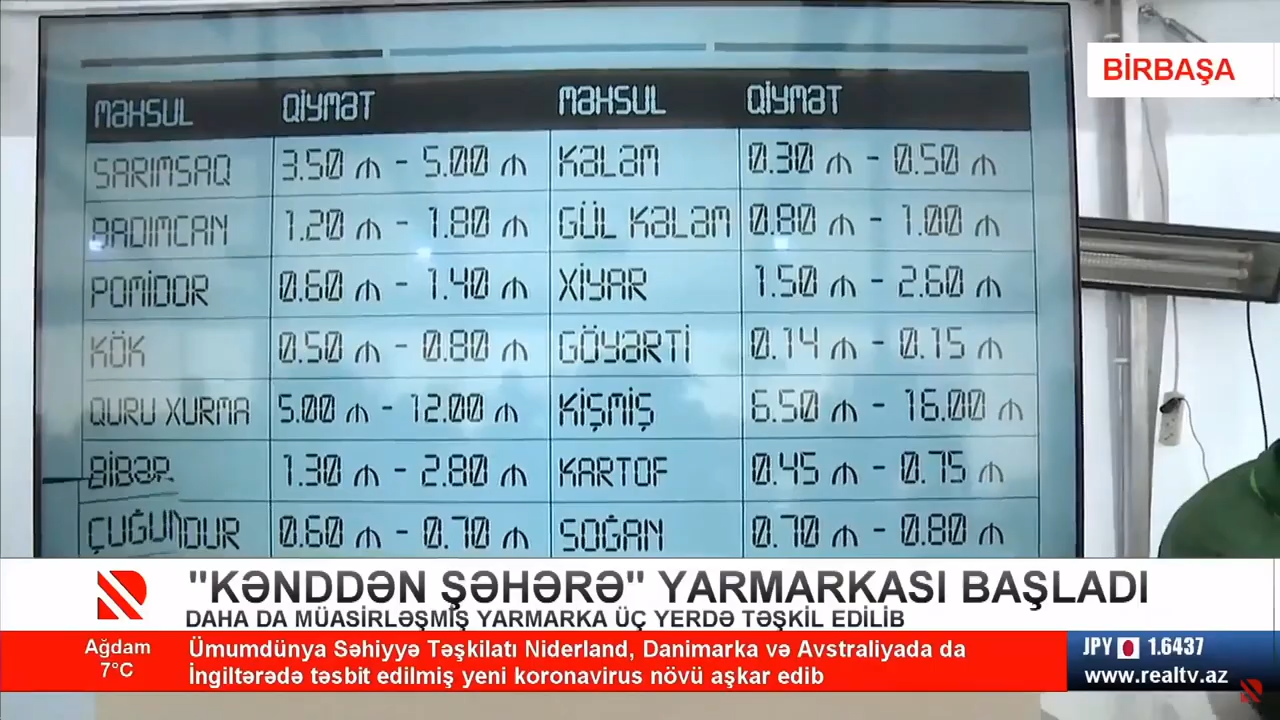 BİRBAŞA
MƏHSUL QİYMƏT MƏHSUL QİYMƏT
SARIMSAQ 3.50 ₼ - 5.00 ₼ KƏLƏM 0.30 ₼ - 0.50 ₼
BADIMCAN 1.20 ₼ - 1.80 ₼ GÜL KƏLƏM 0.80 ₼ - 1.00 ₼
POMİDOR 0.60 ₼ - 1.40 ₼ XİYAR 1.50 ₼ - 2.60 ₼
KÖK 0.50 ₼ - 0.80 ₼ GÖYƏRTİ 0.14 ₼ - 0.15 ₼
QURU XURMA 5.00 ₼ - 12.00 ₼ KİŞMİŞ 6.50 ₼ - 16.00 ₼
BİBƏR 1.30 ₼ - 2.80 ₼ KARTOF 0.45 ₼ - 0.75 ₼
ÇUĞUNDUR 0.60 ₼ - 0.70 ₼ SOĞAN 0.70 ₼ - 0.80 ₼
"KƏNDDƏN ŞƏHƏRƏ" YARMARKASI BAŞLADI
DAHA DA MÜASİRLƏŞMİŞ YARMARKA ÜÇ YERDƏ TƏŞKİL EDİLİB
Ağdam
7°C
Ümumdünya Səhiyyə Təşkilatı Niderland, Danimarka və Avstraliyada da
İngiltərədə təsbit edilmiş yeni koronavirus növü aşkar edib
JPY 1.6437
www.realtv.az